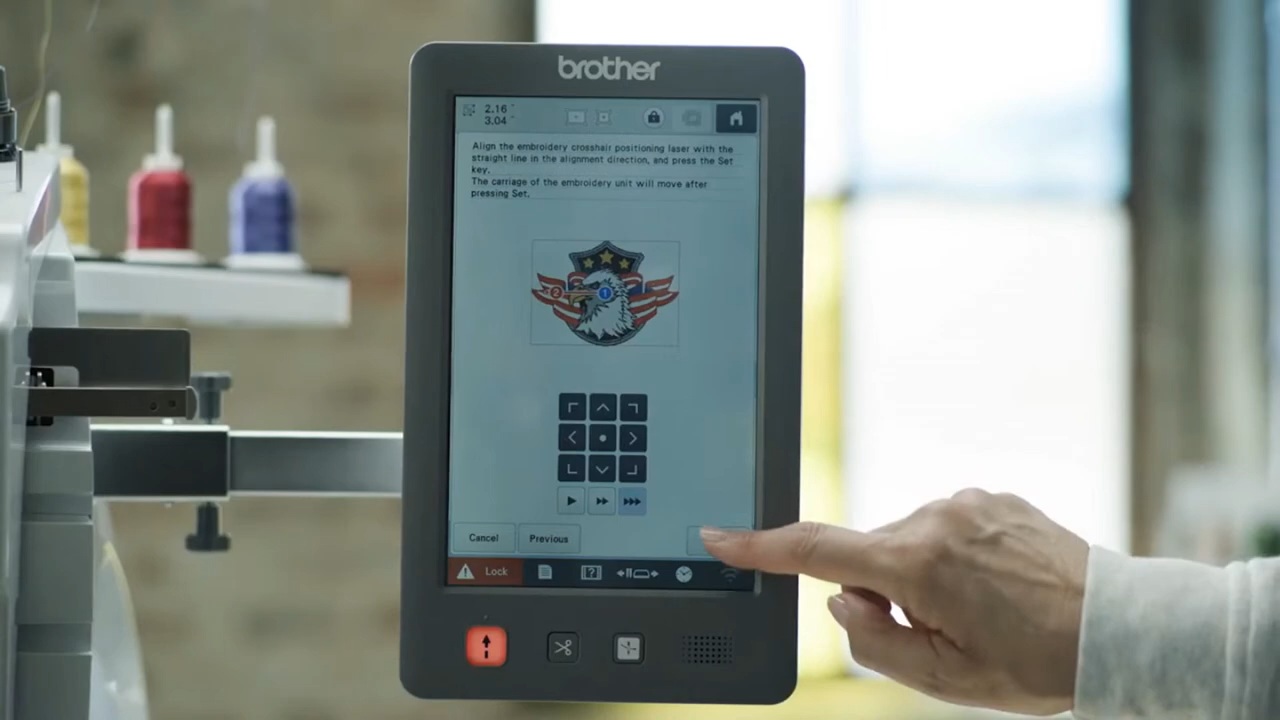 brother
2.16"
3.04"
Align the embroidery crosshair positioning laser with the
straight line in the alignment direction, and press the Set
key.
The carriage of the embroidery unit will move after
pressing Set.
2
1
Cancel
Previous
Lock